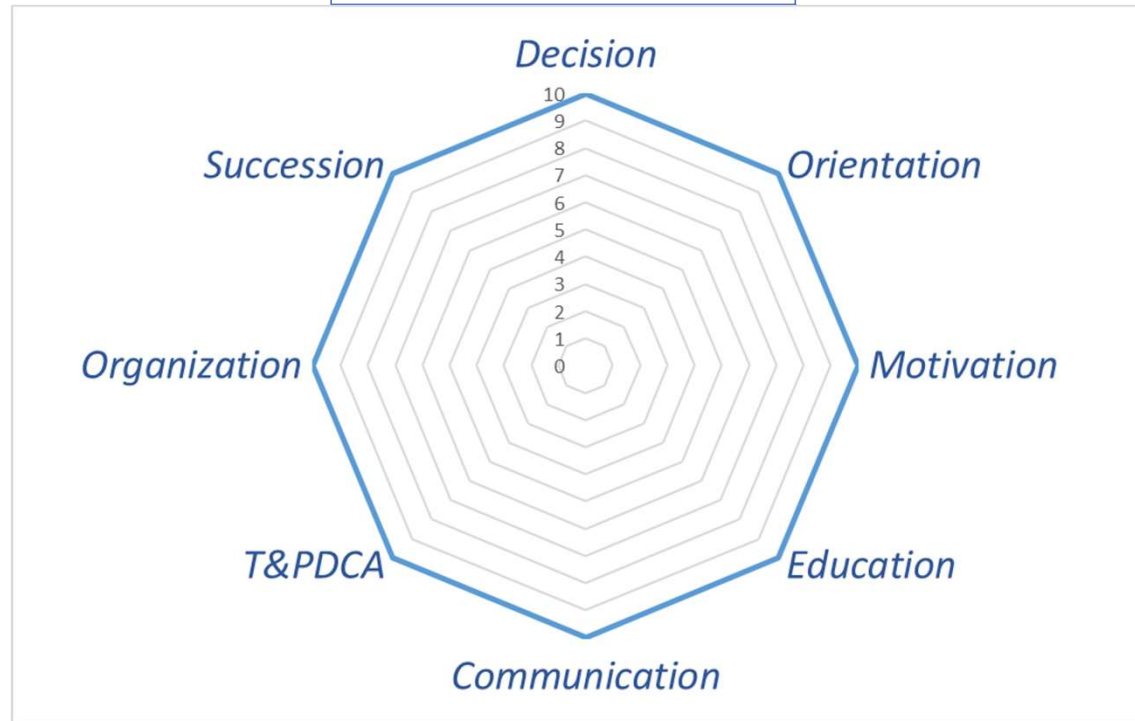 Decision
10
9
8
7
6
5
4
3
2
1
0
Orientation
Motivation
Education
Communication
T&PDCA
Organization
Succession